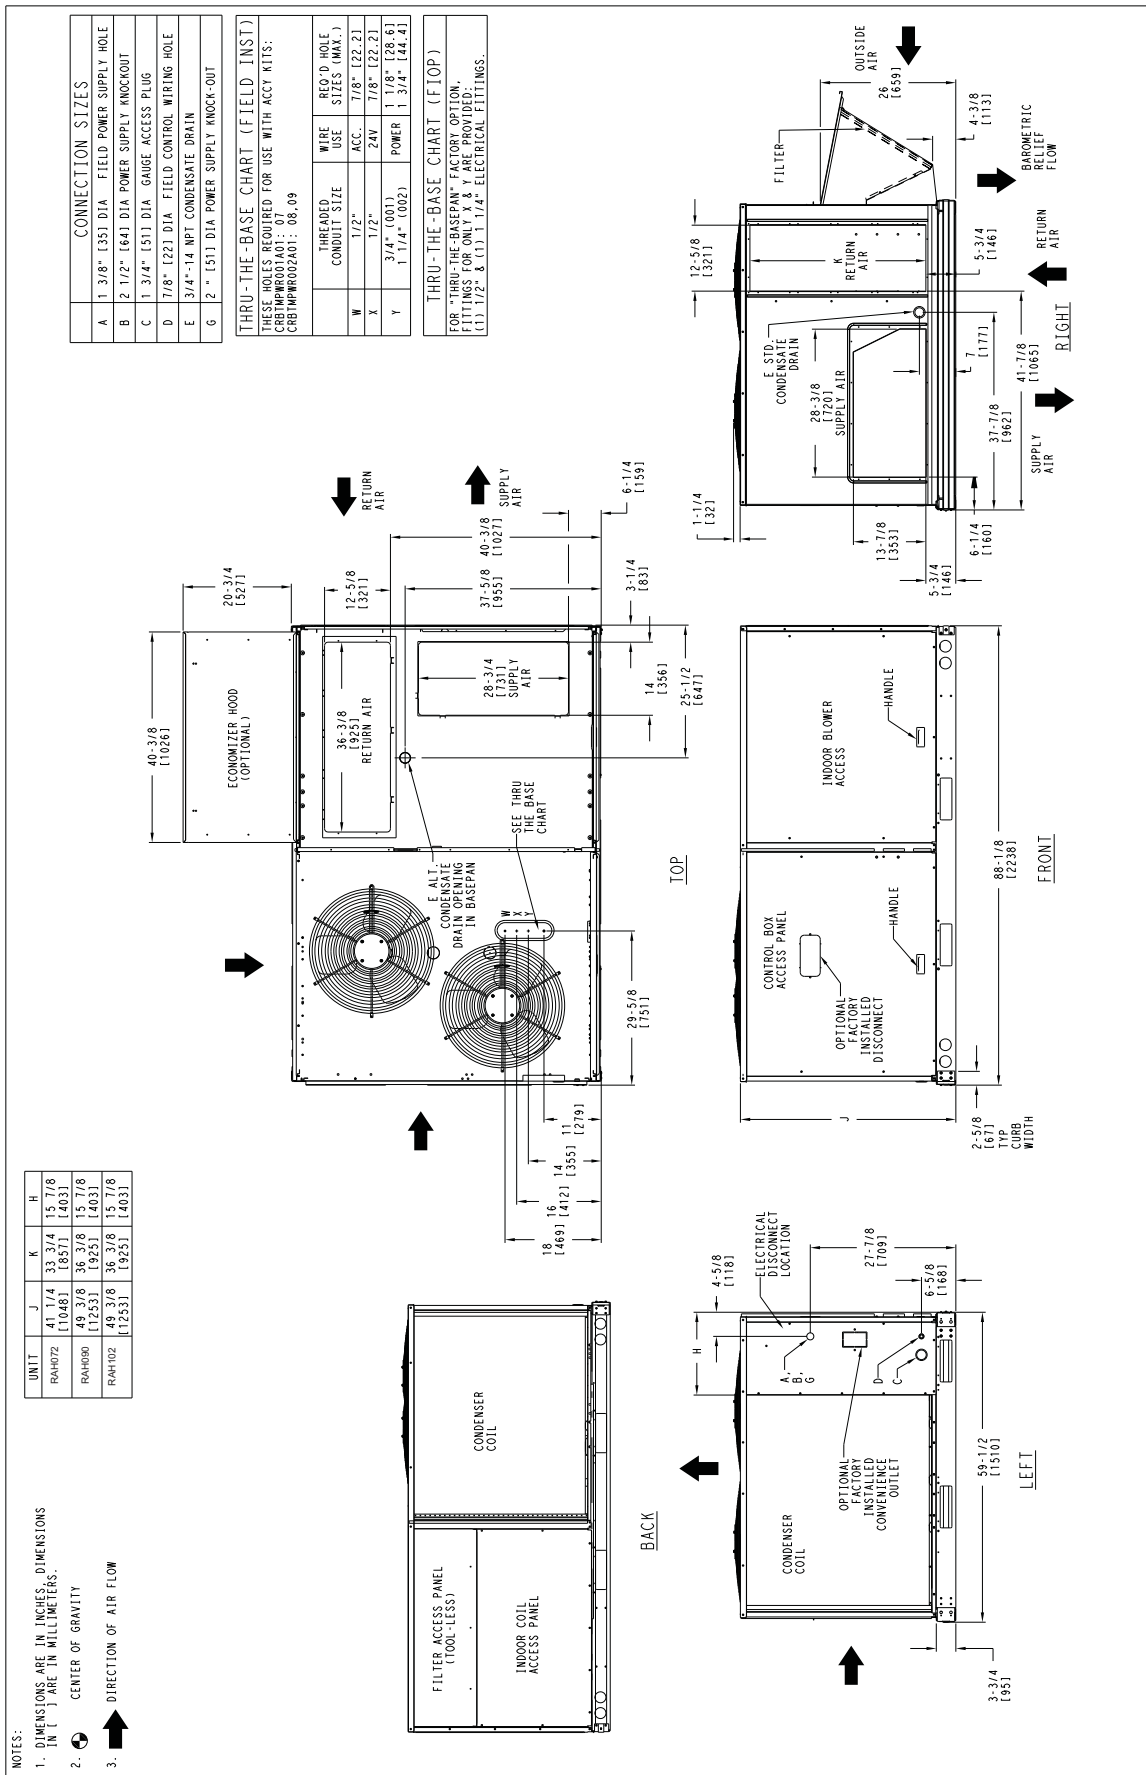 NOTES:
1. DIMENSIONS ARE IN INCHES, DIMENSIONS
IN [ ] ARE IN MILLIMETERS.
2. CENTER OF GRAVITY
3. DIRECTION OF AIR FLOW
UNIT J K H
RAH072 41 1/4 [1048] 33 3/4 [857] 15 7/8 [403]
RAH090 49 3/8 [1253] 36 3/8 [925] 15 7/8 [403]
RAH102 49 3/8 [1253] 36 3/8 [925] 15 7/8 [403]
CONNECTION SIZES
A 1 3/8" [35] DIA FIELD POWER SUPPLY HOLE
B 2 1/2" [64] DIA POWER SUPPLY KNOCKOUT
C 1 3/4" [51] DIA GAUGE ACCESS PLUG
D 7/8" [22] DIA FIELD CONTROL WIRING HOLE
E 3/4"-14 NPT CONDENSATE DRAIN
G 2 " [51] DIA POWER SUPPLY KNOCK-OUT
THRU-THE-BASE CHART (FIELD INST)
THESE HOLES REQUIRED FOR USE WITH ACCY KITS:
CRBTMPWR001A01: 07
CRBTMPWR002A01: 08,09
THREADED CONDUIT SIZE WIRE USE REQ'D HOLE SIZES (MAX.)
W 1/2" ACC. 7/8" [22.2]
X 1/2" 24V 7/8" [22.2]
Y 3/4" (001) POWER 1 1/8" [28.6]
1 1/4" (002) 1 3/4" [44.4]
THRU-THE-BASE CHART (FIOP)
FOR "THRU-THE-BASEPAN" FACTORY OPTION,
FITTINGS FOR ONLY X & Y ARE PROVIDED:
(1) 1/2" & (1) 1 1/4" ELECTRICAL FITTINGS.
FILTER ACCESS PANEL
(TOOL-LESS)
INDOOR COIL
ACCESS PANEL
CONDENSER
COIL
BACK
40-3/8
[1026]
20-3/4
[527]
ECONOMIZER HOOD
(OPTIONAL)
12-5/8
[321]
36-3/8
[925]
RETURN AIR
RETURN
AIR
SUPPLY
AIR
40-3/8
[1027]
37-5/8
[955]
6-1/4
[159]
28-3/4
[731]
SUPPLY
AIR
3-1/4
[83]
14
[356]
25-1/2
[647]
E ALT.
CONDENSATE
DRAIN OPENING
IN BASEPAN
W
X
Y
SEE THRU
THE BASE
CHART
29-5/8
[751]
11
[279]
14
[355]
16
[412]
18
[469]
TOP
CONDENSER
COIL
OPTIONAL
FACTORY
INSTALLED
CONVENIENCE
OUTLET
H
4-5/8
[118]
ELECTRICAL
DISCONNECT
LOCATION
A,
B,
G
D
C
27-7/8
[709]
6-5/8
[168]
3-3/4
[95]
59-1/2
[1510]
LEFT
J
CONTROL BOX
ACCESS PANEL
OPTIONAL
FACTORY
INSTALLED
DISCONNECT
HANDLE
INDOOR BLOWER
ACCESS
HANDLE
2-5/8
[67]
TYP
CURB
WIDTH
88-1/8
[2238]
FRONT
1-1/4
[32]
12-5/8
[321]
FILTER
OUTSIDE
AIR
26
[659]
4-3/8
[113]
BAROMETRIC
RELIEF
FLOW
K
RETURN
AIR
E STD.
CONDENSATE
DRAIN
28-3/8
[720]
SUPPLY AIR
13-7/8
[353]
6-1/4
[160]
5-3/4
[146]
5-3/4
[146]
7
[177]
37-7/8
[962]
41-7/8
[1065]
RETURN
AIR
SUPPLY
AIR
RIGHT